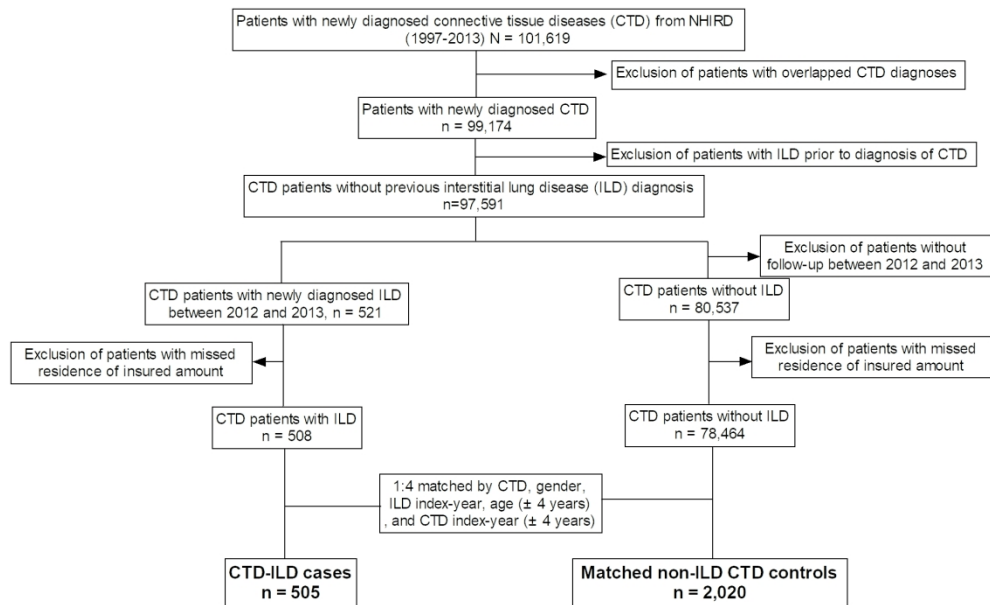 Patients with newly diagnosed connective tissue diseases (CTD) from NHIRD
(1997-2013) N = 101,619
Exclusion of patients with overlapped CTD diagnoses
Patients with newly diagnosed CTD
n = 99,174
Exclusion of patients with ILD prior to diagnosis of CTD
CTD patients without previous interstitial lung disease (ILD) diagnosis
n=97,591
Exclusion of patients without
follow-up between 2012 and 2013
CTD patients with newly diagnosed ILD
between 2012 and 2013, n = 521
CTD patients without ILD
n = 80,537
Exclusion of patients with missed
residence of insured amount
Exclusion of patients with missed
residence of insured amount
CTD patients with ILD
n = 508
CTD patients without ILD
n = 78,464
1:4 matched by CTD, gender,
ILD index-year, age (± 4 years)
, and CTD index-year (± 4 years)
CTD-ILD cases
n = 505
Matched non-ILD CTD controls
n = 2,020